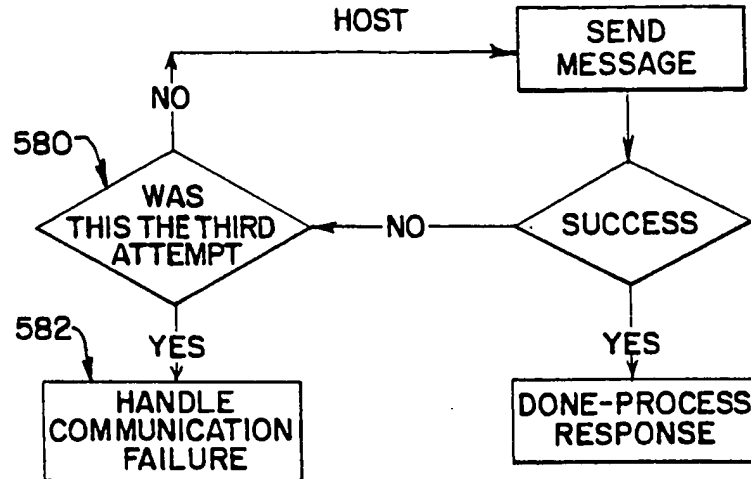 HOST
SEND
MESSAGE
NO
580
WAS
THIS THE THIRD
ATTEMPT
NO
SUCCESS
582
YES
YES
HANDLE
COMMUNICATION
FAILURE
DONE-PROCESS
RESPONSE